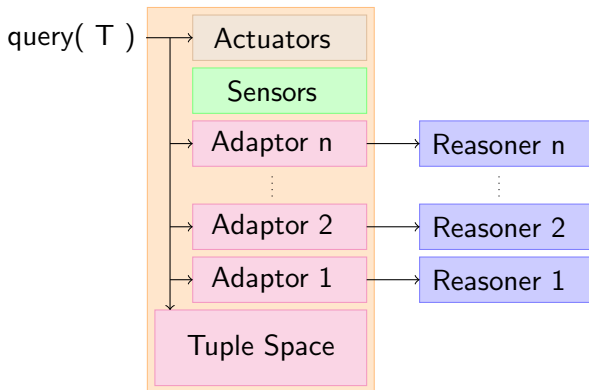 query( T )
Actuators
Sensors
Adaptor n
Reasoner n
Adaptor 2
Reasoner 2
Adaptor 1
Reasoner 1
Tuple Space